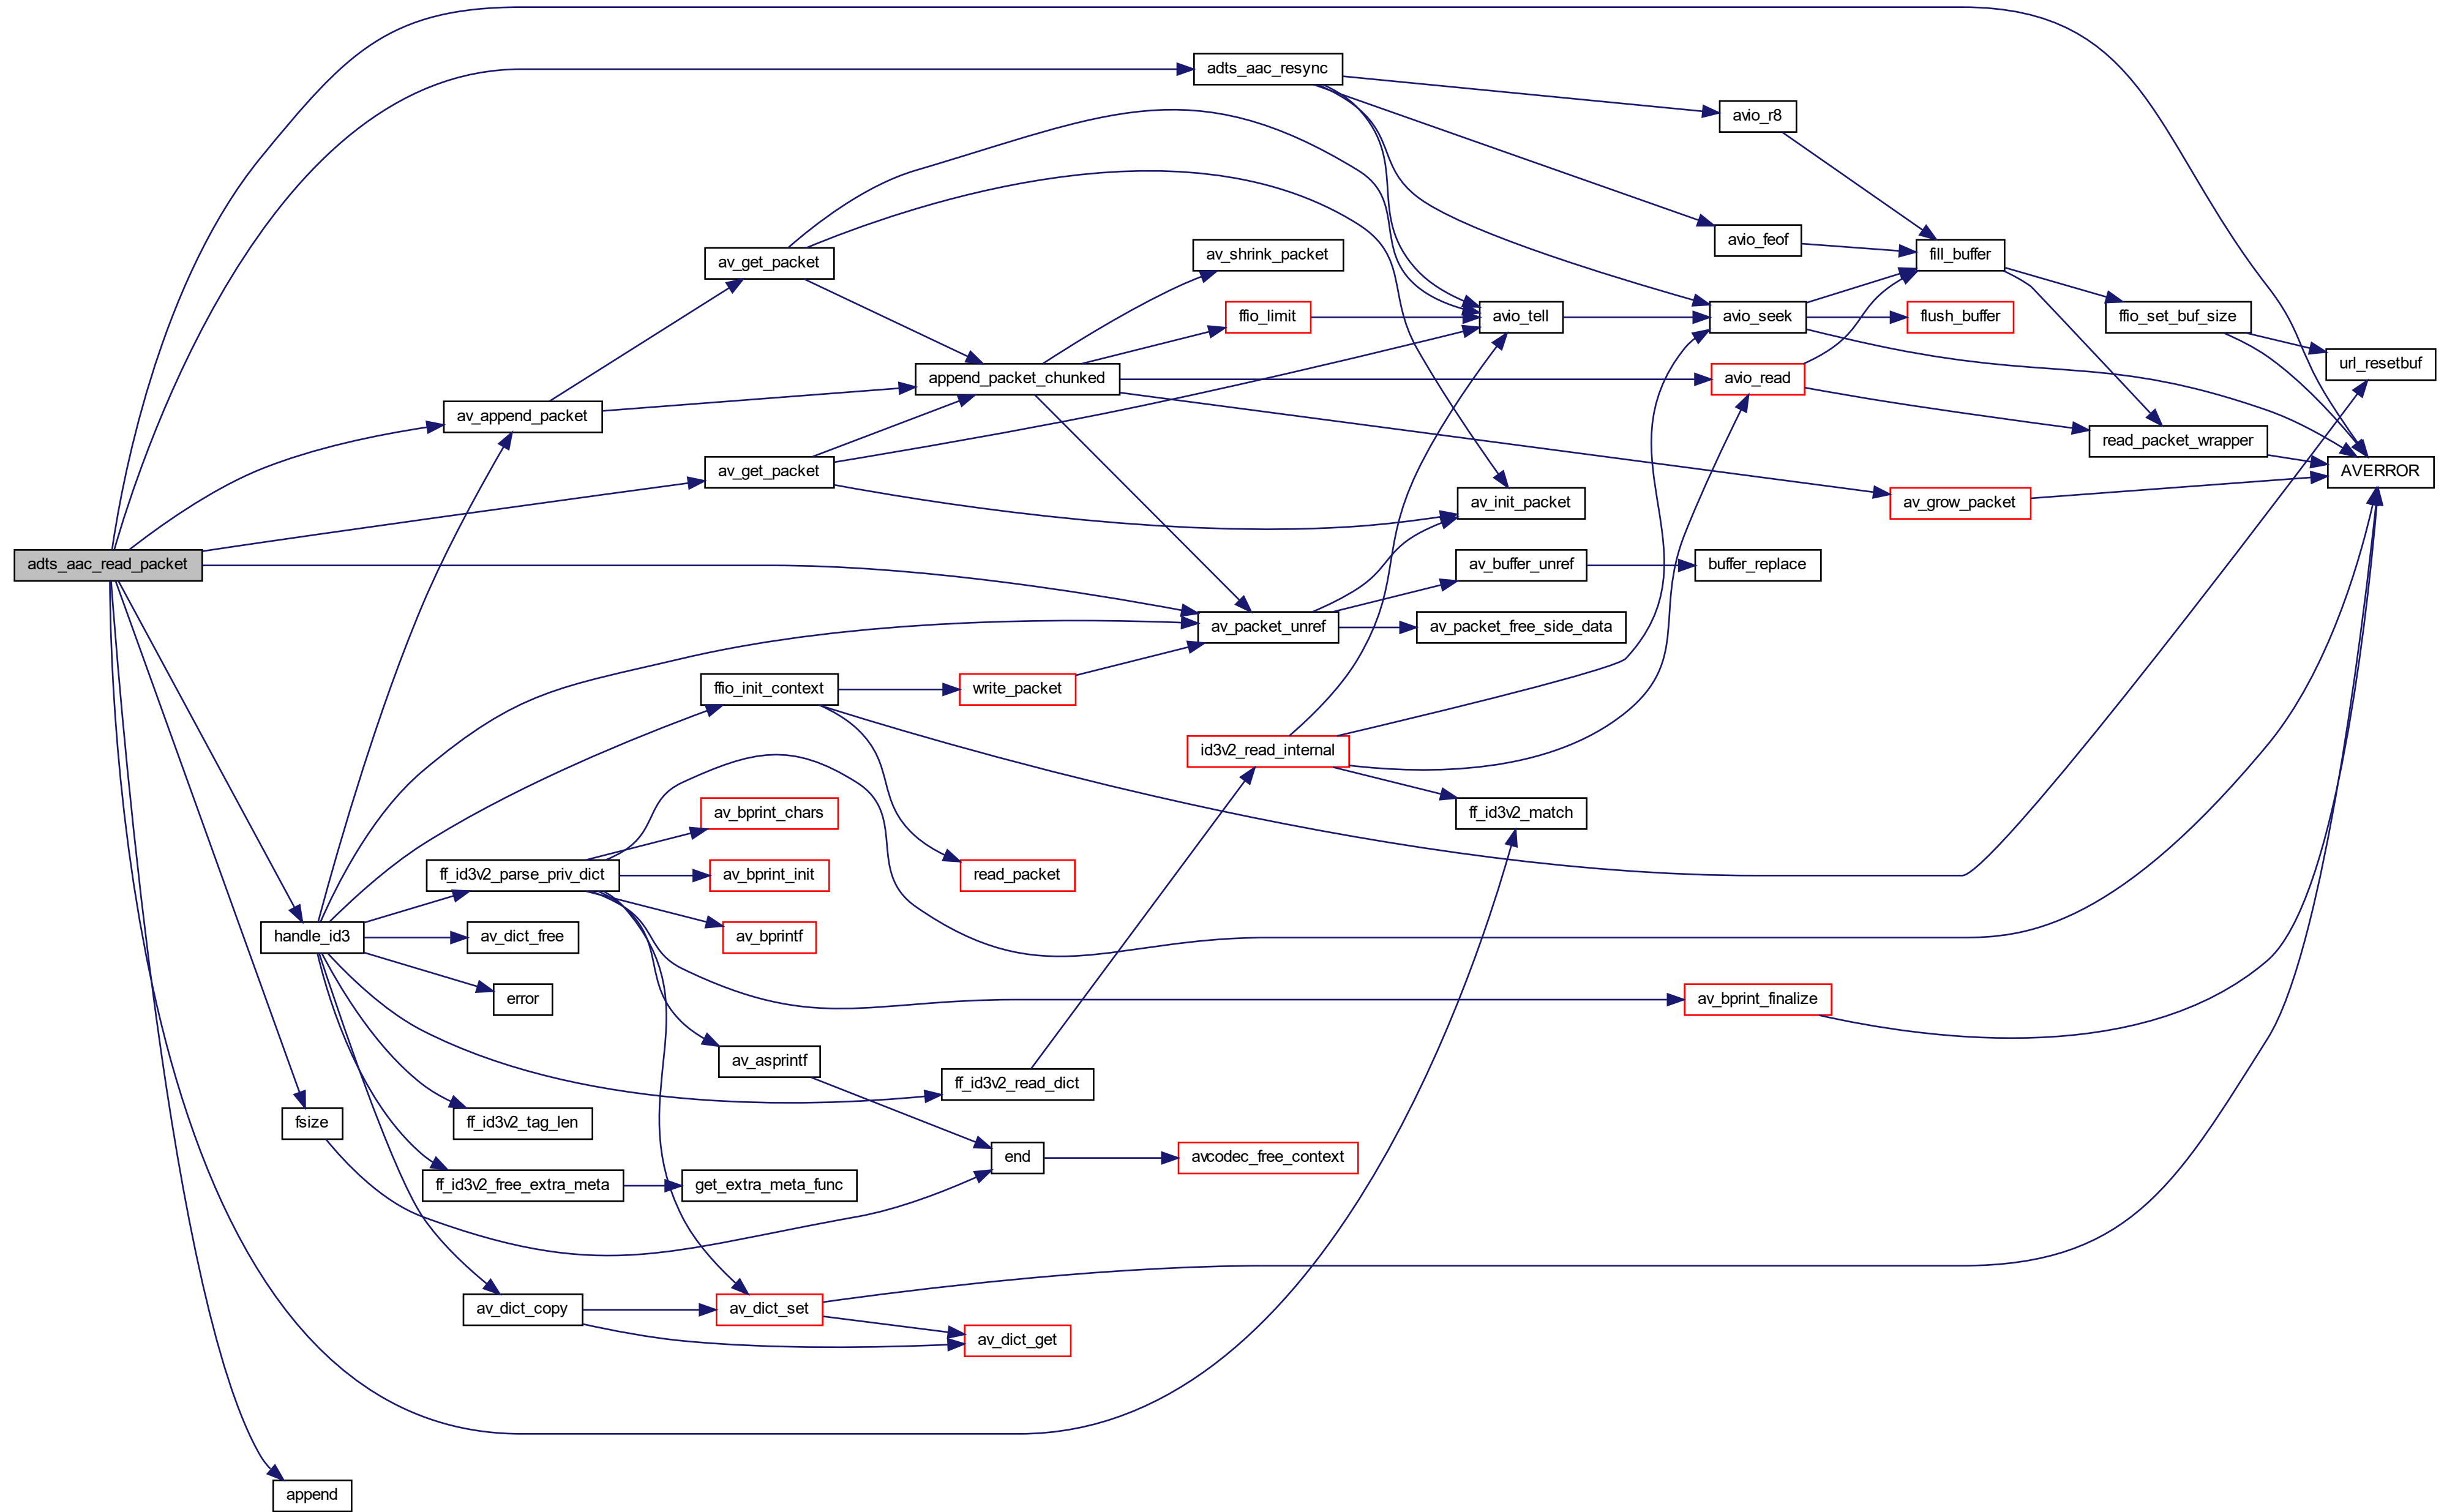 adts_aac_resync
avio_r8
avio_feof
av_get_packet
av_shrink_packet
fill_buffer
ffio_limit
avio_tell
avio_seek
flush_buffer
ffio_set_buf_size
url_resetbuf
append_packet_chunked
avio_read
av_append_packet
read_packet_wrapper
av_get_packet
AVERROR
av_init_packet
av_grow_packet
adts_aac_read_packet
av_buffer_unref
buffer_replace
av_packet_unref
av_packet_free_side_data
ffio_init_context
write_packet
id3v2_read_internal
av_bprint_chars
ff_id3v2_match
ff_id3v2_parse_priv_dict
av_bprint_init
read_packet
handle_id3
av_dict_free
av_bprintf
error
av_bprint_finalize
av_asprintf
ff_id3v2_read_dict
fsize
ff_id3v2_tag_len
end
avcodec_free_context
ff_id3v2_free_extra_meta
get_extra_meta_func
av_dict_copy
av_dict_set
av_dict_get
append